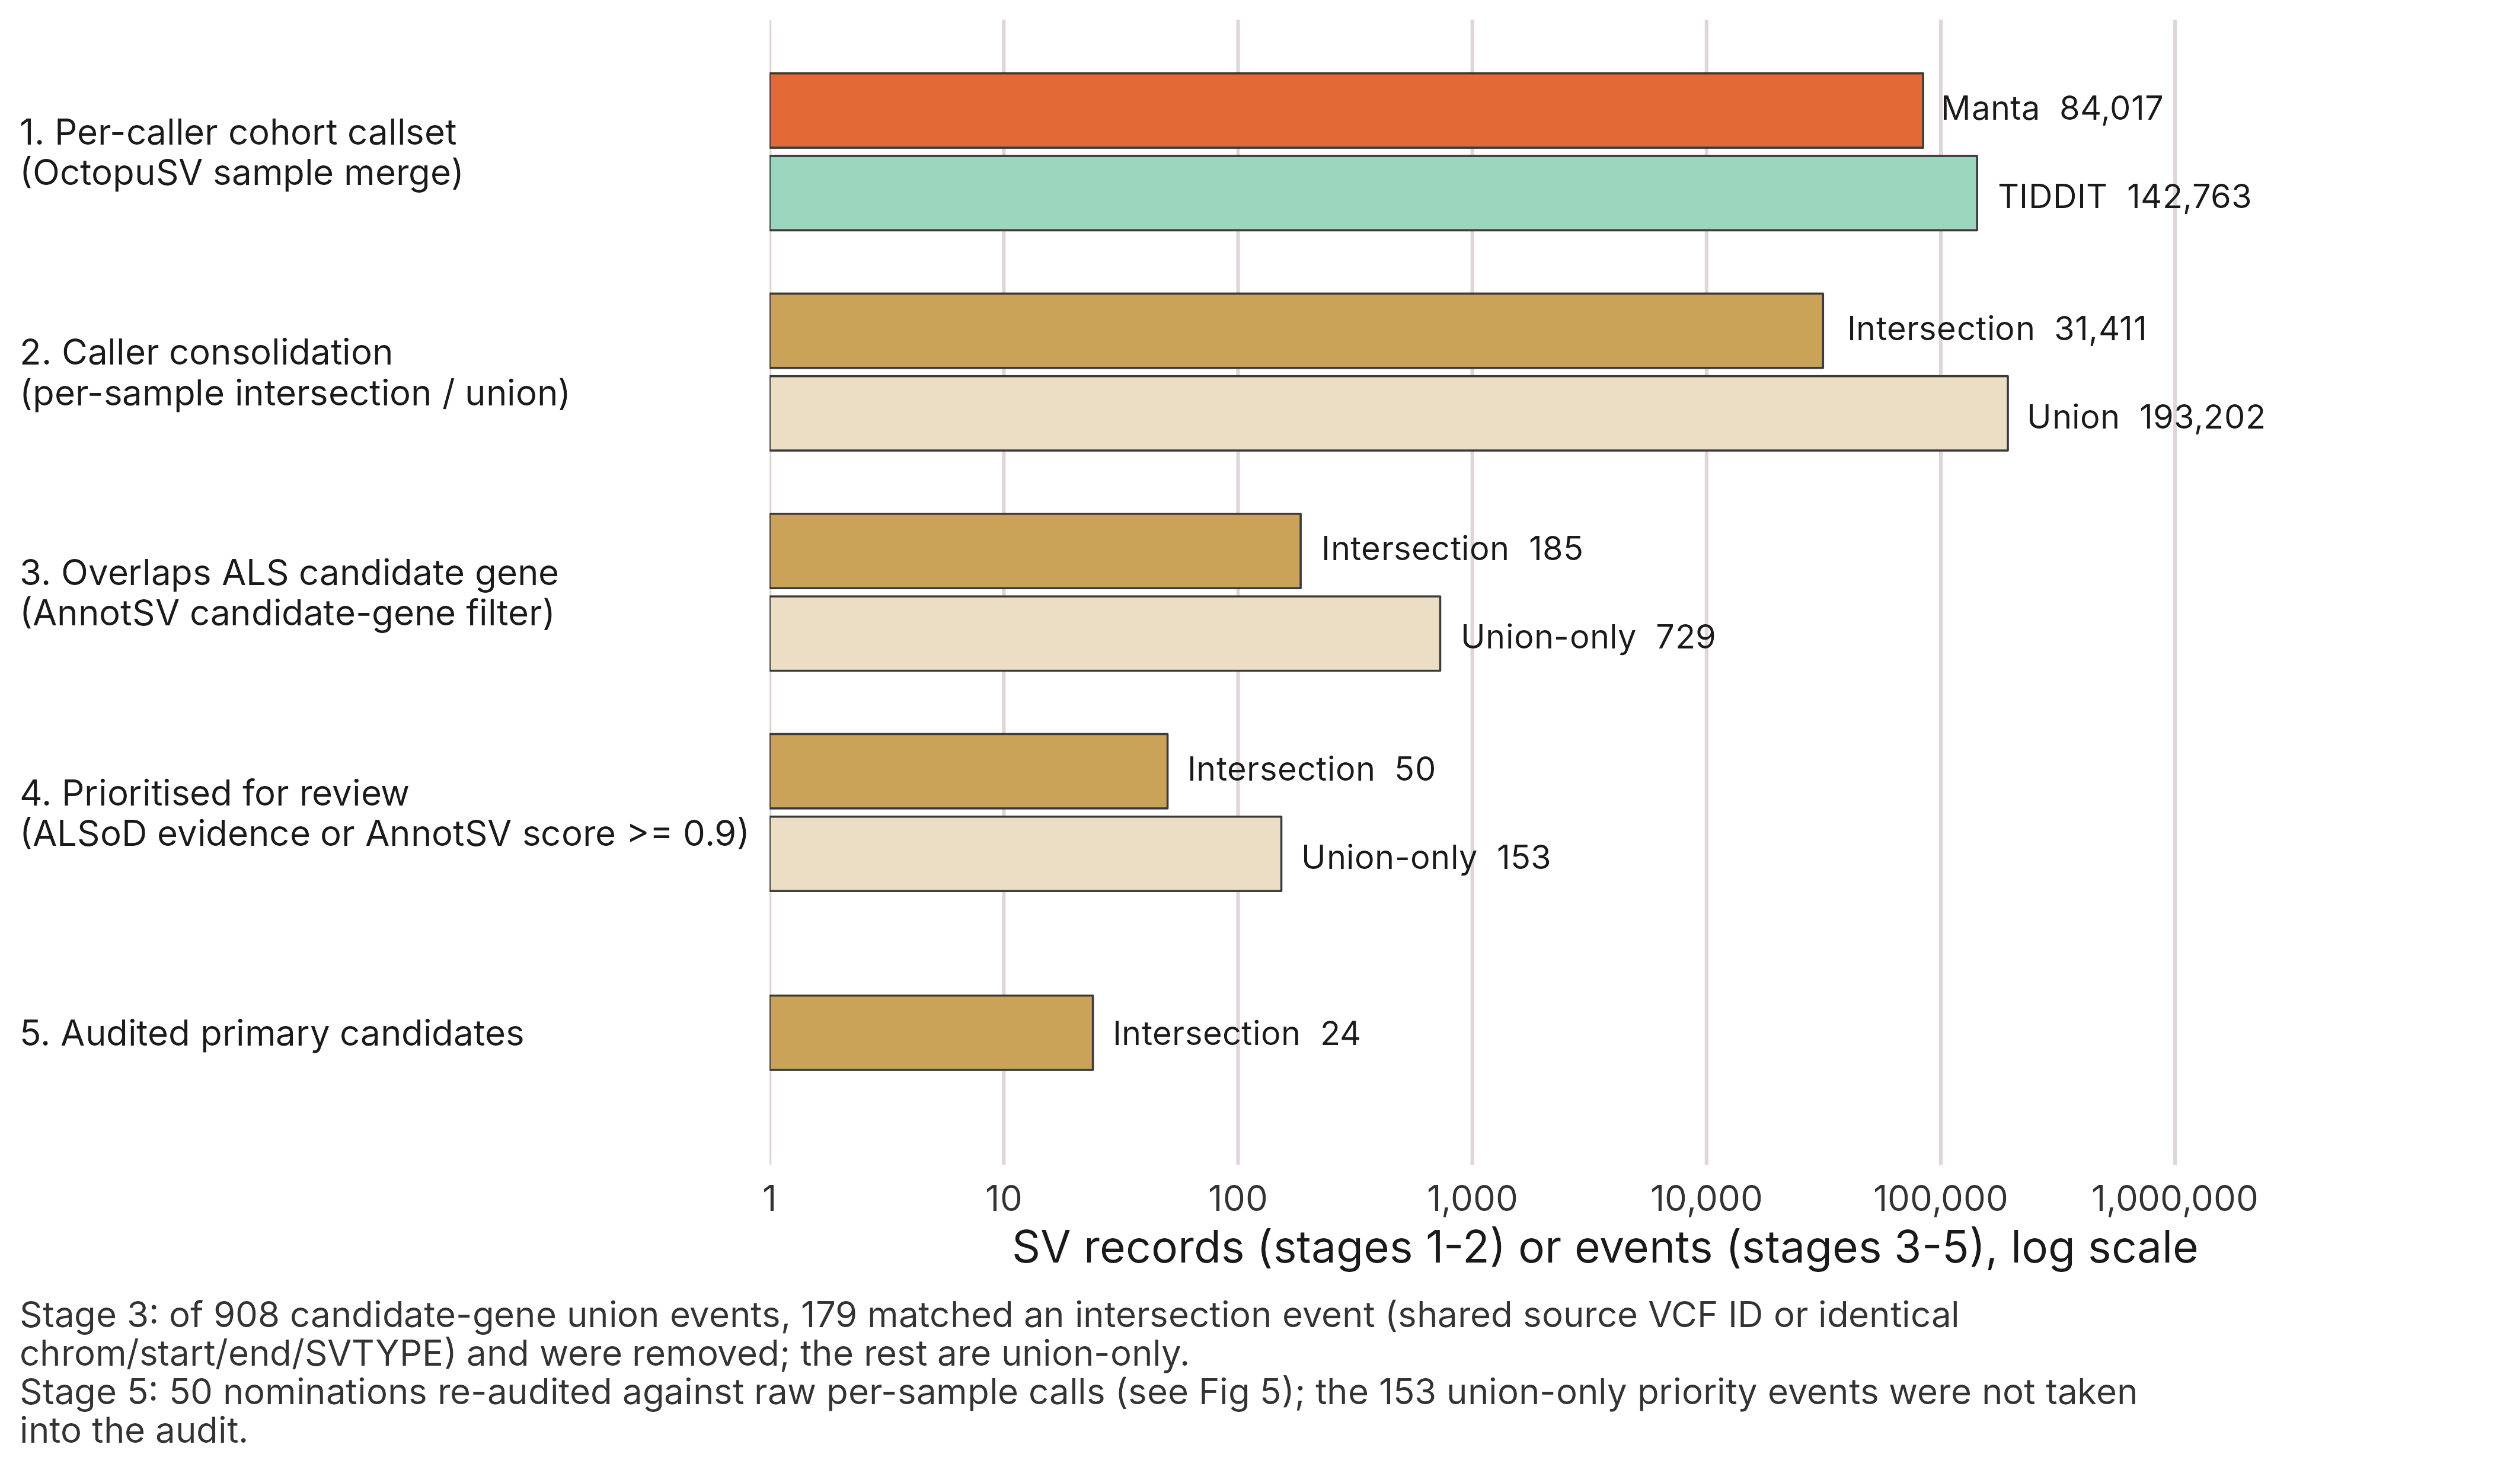 1. Per-caller cohort callset
(OctopuSV sample merge)
Manta 84,017
TIDDIT 142,763
2. Caller consolidation
(per-sample intersection / union)
Intersection 31,411
Union 193,202
3. Overlaps ALS candidate gene
(AnnotSV candidate-gene filter)
Intersection 185
Union-only 729
4. Prioritised for review
(ALSoD evidence or AnnotSV score >= 0.9)
Intersection 50
Union-only 153
5. Audited primary candidates
Intersection 24
1 10 100 1,000 10,000 100,000 1,000,000
SV records (stages 1-2) or events (stages 3-5), log scale
Stage 3: of 908 candidate-gene union events, 179 matched an intersection event (shared source VCF ID or identical
chrom/start/end/SVTYPE) and were removed; the rest are union-only.
Stage 5: 50 nominations re-audited against raw per-sample calls (see Fig 5); the 153 union-only priority events were not taken
into the audit.